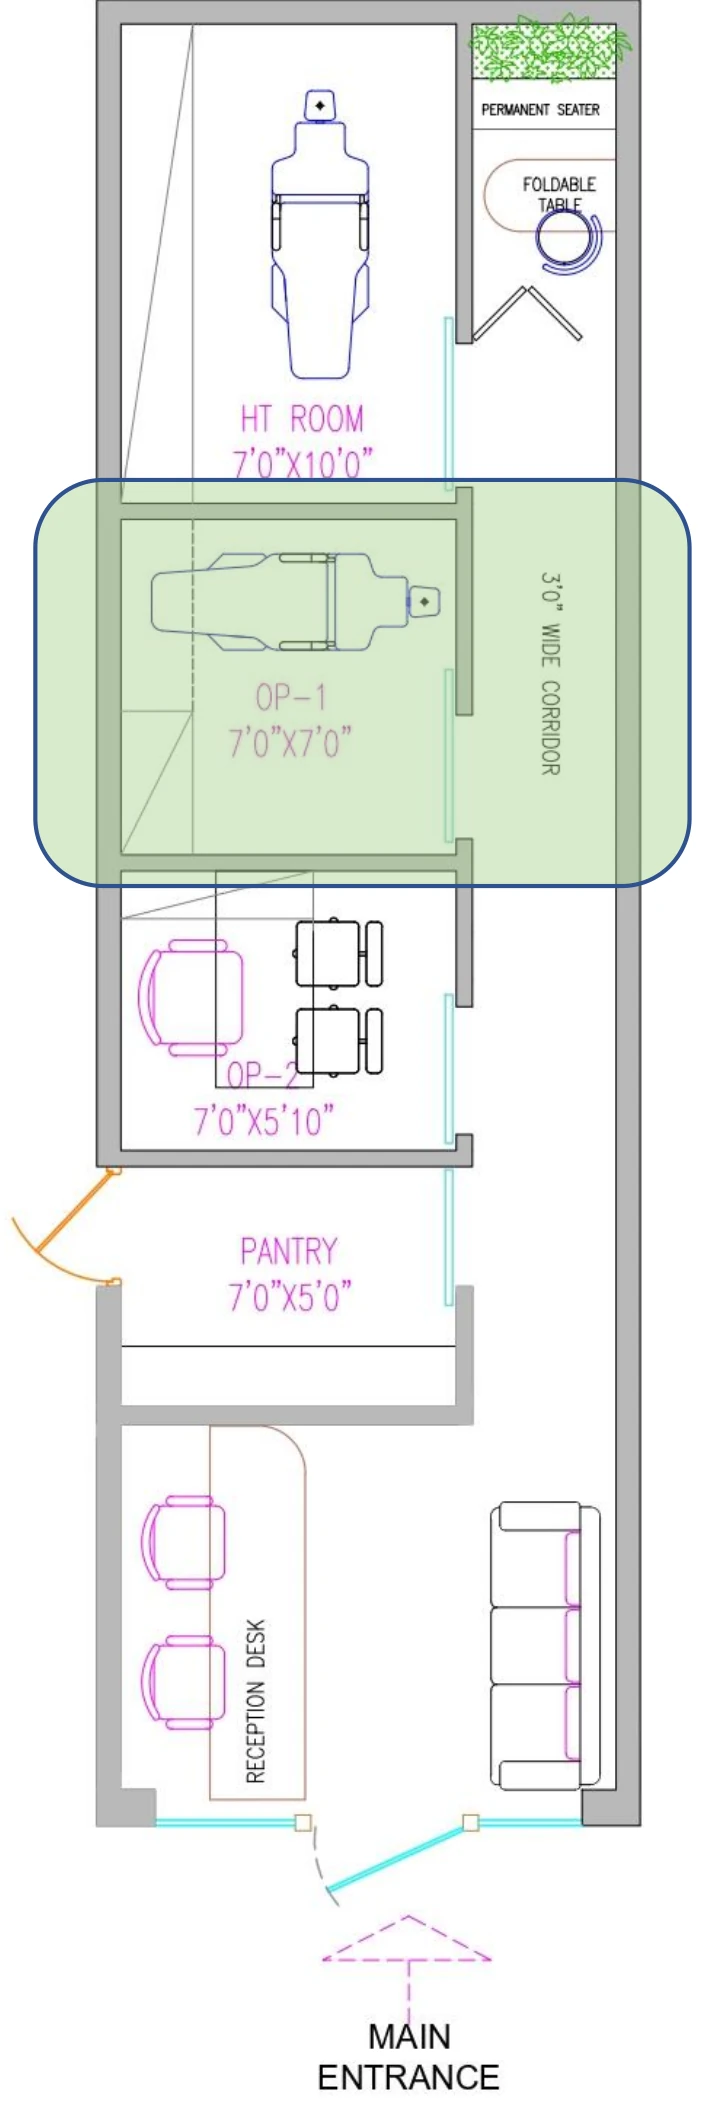 PERMANENT SEATER
FOLDABLE
TABLE
HT ROOM
7'0"X10'0"
3'0" WIDE CORRIDOR
OP-1
7'0"X7'0"
OP-2
7'0"X5'10"
PANTRY
7'0"X5'0"
RECEPTION DESK
MAIN
ENTRANCE